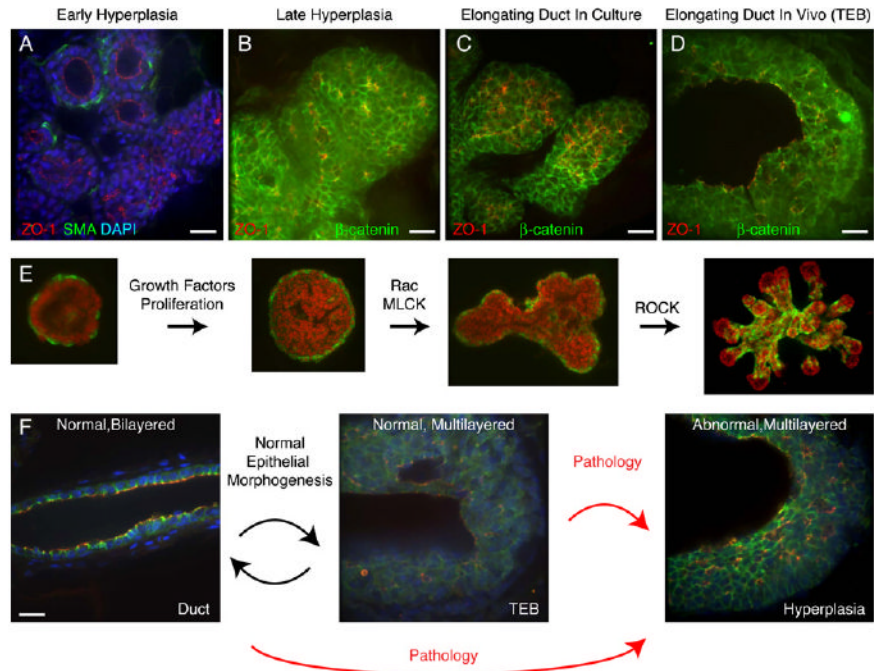 Early Hyperplasia
Late Hyperplasia
Elongating Duct In Culture
Elongating Duct In Vivo (TEB)
A
ZO-1 SMA DAPI
B
ZO-1 β-catenin
C
ZO-1 β-catenin
D
ZO-1 β-catenin
E
Growth Factors
Proliferation
Rac
MLCK
ROCK
F
Normal,Bilayered
Duct
Normal
Epithelial
Morphogenesis
Normal, Multilayered
TEB
Pathology
Abnormal,Multilayered
Hyperplasia
Pathology